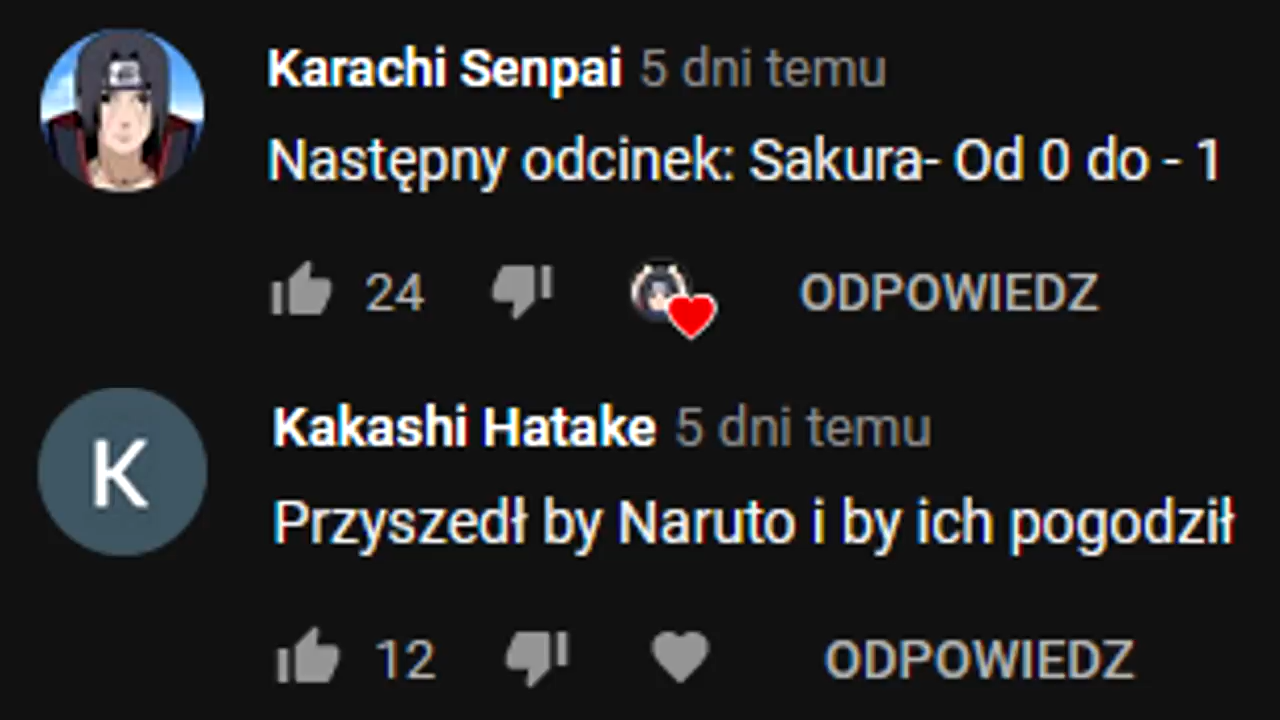 Karachi Senpai 5 dni temu
Następny odcinek: Sakura- Od 0 do - 1
24 ODPOWIEDZ
K
Kakashi Hatake 5 dni temu
Przyszedł by Naruto i by ich pogodził
12 ODPOWIEDZ